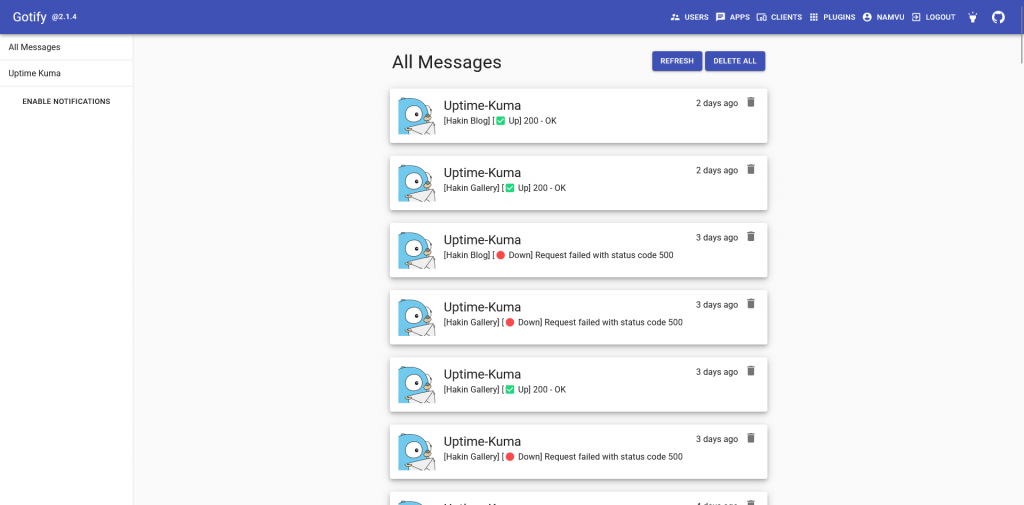 Gotify @2.1.4
USERS APPS CLIENTS PLUGINS NAMVU LOGOUT
All Messages
Uptime Kuma
ENABLE NOTIFICATIONS
All Messages
REFRESH DELETE ALL
Uptime-Kuma 2 days ago
[Hakin Blog] [✅ Up] 200 - OK
Uptime-Kuma 2 days ago
[Hakin Gallery] [✅ Up] 200 - OK
Uptime-Kuma 3 days ago
[Hakin Blog] [🔴 Down] Request failed with status code 500
Uptime-Kuma 3 days ago
[Hakin Gallery] [🔴 Down] Request failed with status code 500
Uptime-Kuma 3 days ago
[Hakin Gallery] [✅ Up] 200 - OK
Uptime-Kuma 3 days ago
[Hakin Gallery] [🔴 Down] Request failed with status code 500